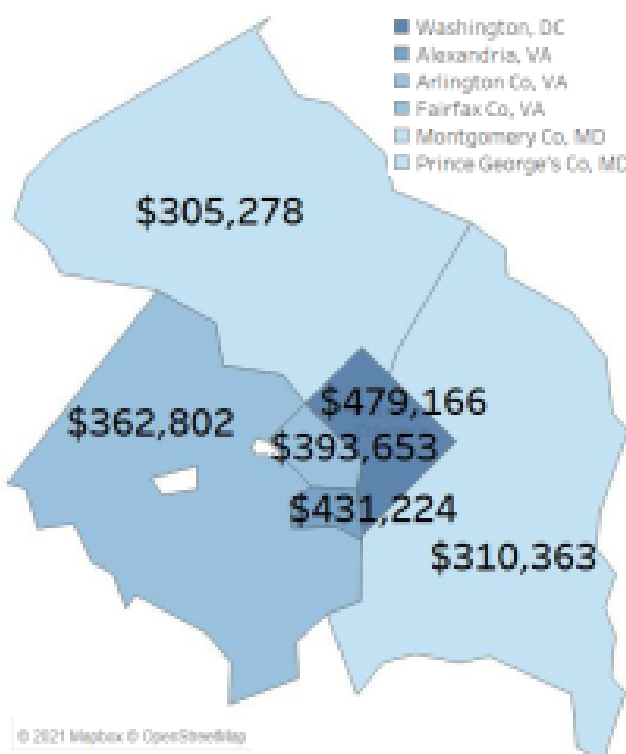 Washington, DC
Alexandria, VA
Arlington Co, VA
Fairfax Co, VA
Montgomery Co, MD
Prince George's Co, MD
$305,278
$479,166
$362,802
$393,653
$431,224
$310,363
© 2021 Mapbox © OpenStreetMap